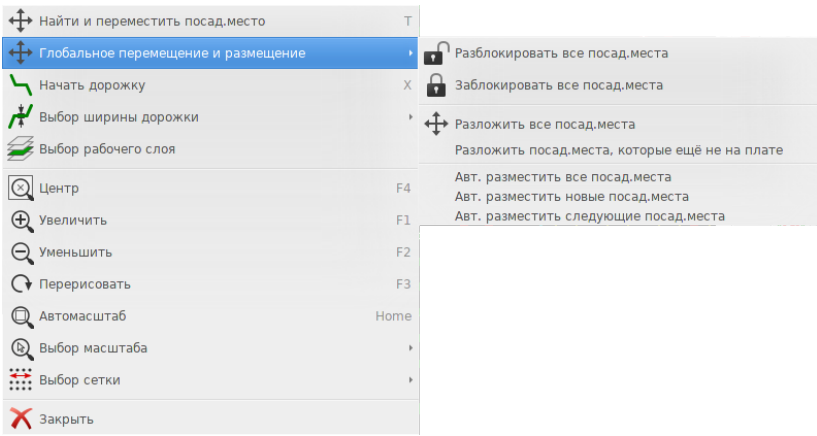 Найти и переместить посад.место T
Глобальное перемещение и размещение
Начать дорожку X
Выбор ширины дорожки
Выбор рабочего слоя
Центр F4
Увеличить F1
Уменьшить F2
Перерисовать F3
Автомасштаб Home
Выбор масштаба
Выбор сетки
Закрыть
Разблокировать все посад.места
Заблокировать все посад.места
Разложить все посад.места
Разложить посад.места, которые ещё не на плате
Авт. разместить все посад.места
Авт. разместить новые посад.места
Авт. разместить следующие посад.места